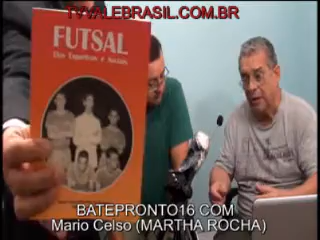 TVVALEBRASIL.COM.BR
FUTSAL
BATEPRONTO16 COM
Mario Celso (MARTHA ROCHA)